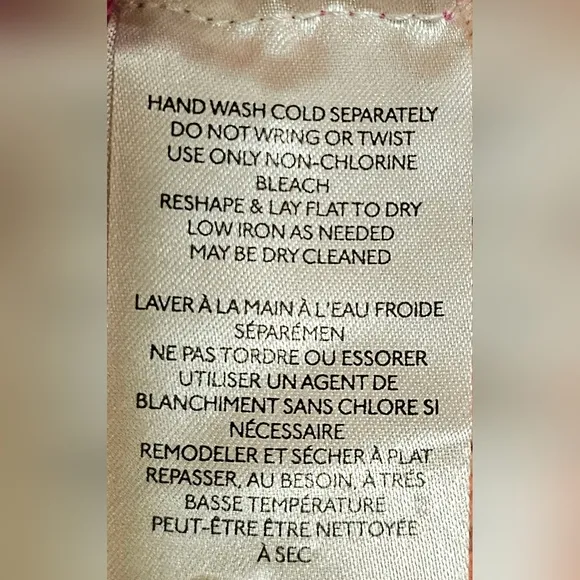 HAND WASH COLD SEPARATELY
DO NOT WRING OR TWIST
USE ONLY NON-CHLORINE
BLEACH
RESHAPE & LAY FLAT TO DRY
LOW IRON AS NEEDED
MAY BE DRY CLEANED
LAVER À LA MAIN À L'EAU FROIDE
SÉPARÉMEN
NE PAS TORDRE OU ESSORER
UTILISER UN AGENT DE
BLANCHIMENT SANS CHLORE SI
NÉCESSAIRE
REMODELER ET SÉCHER À PLAT
REPASSER, AU BESOIN, À TRÉS
BASSE TEMPÉRATURE
PEUT-ÊTRE ÊTRE NETTOYÉE
À SEC